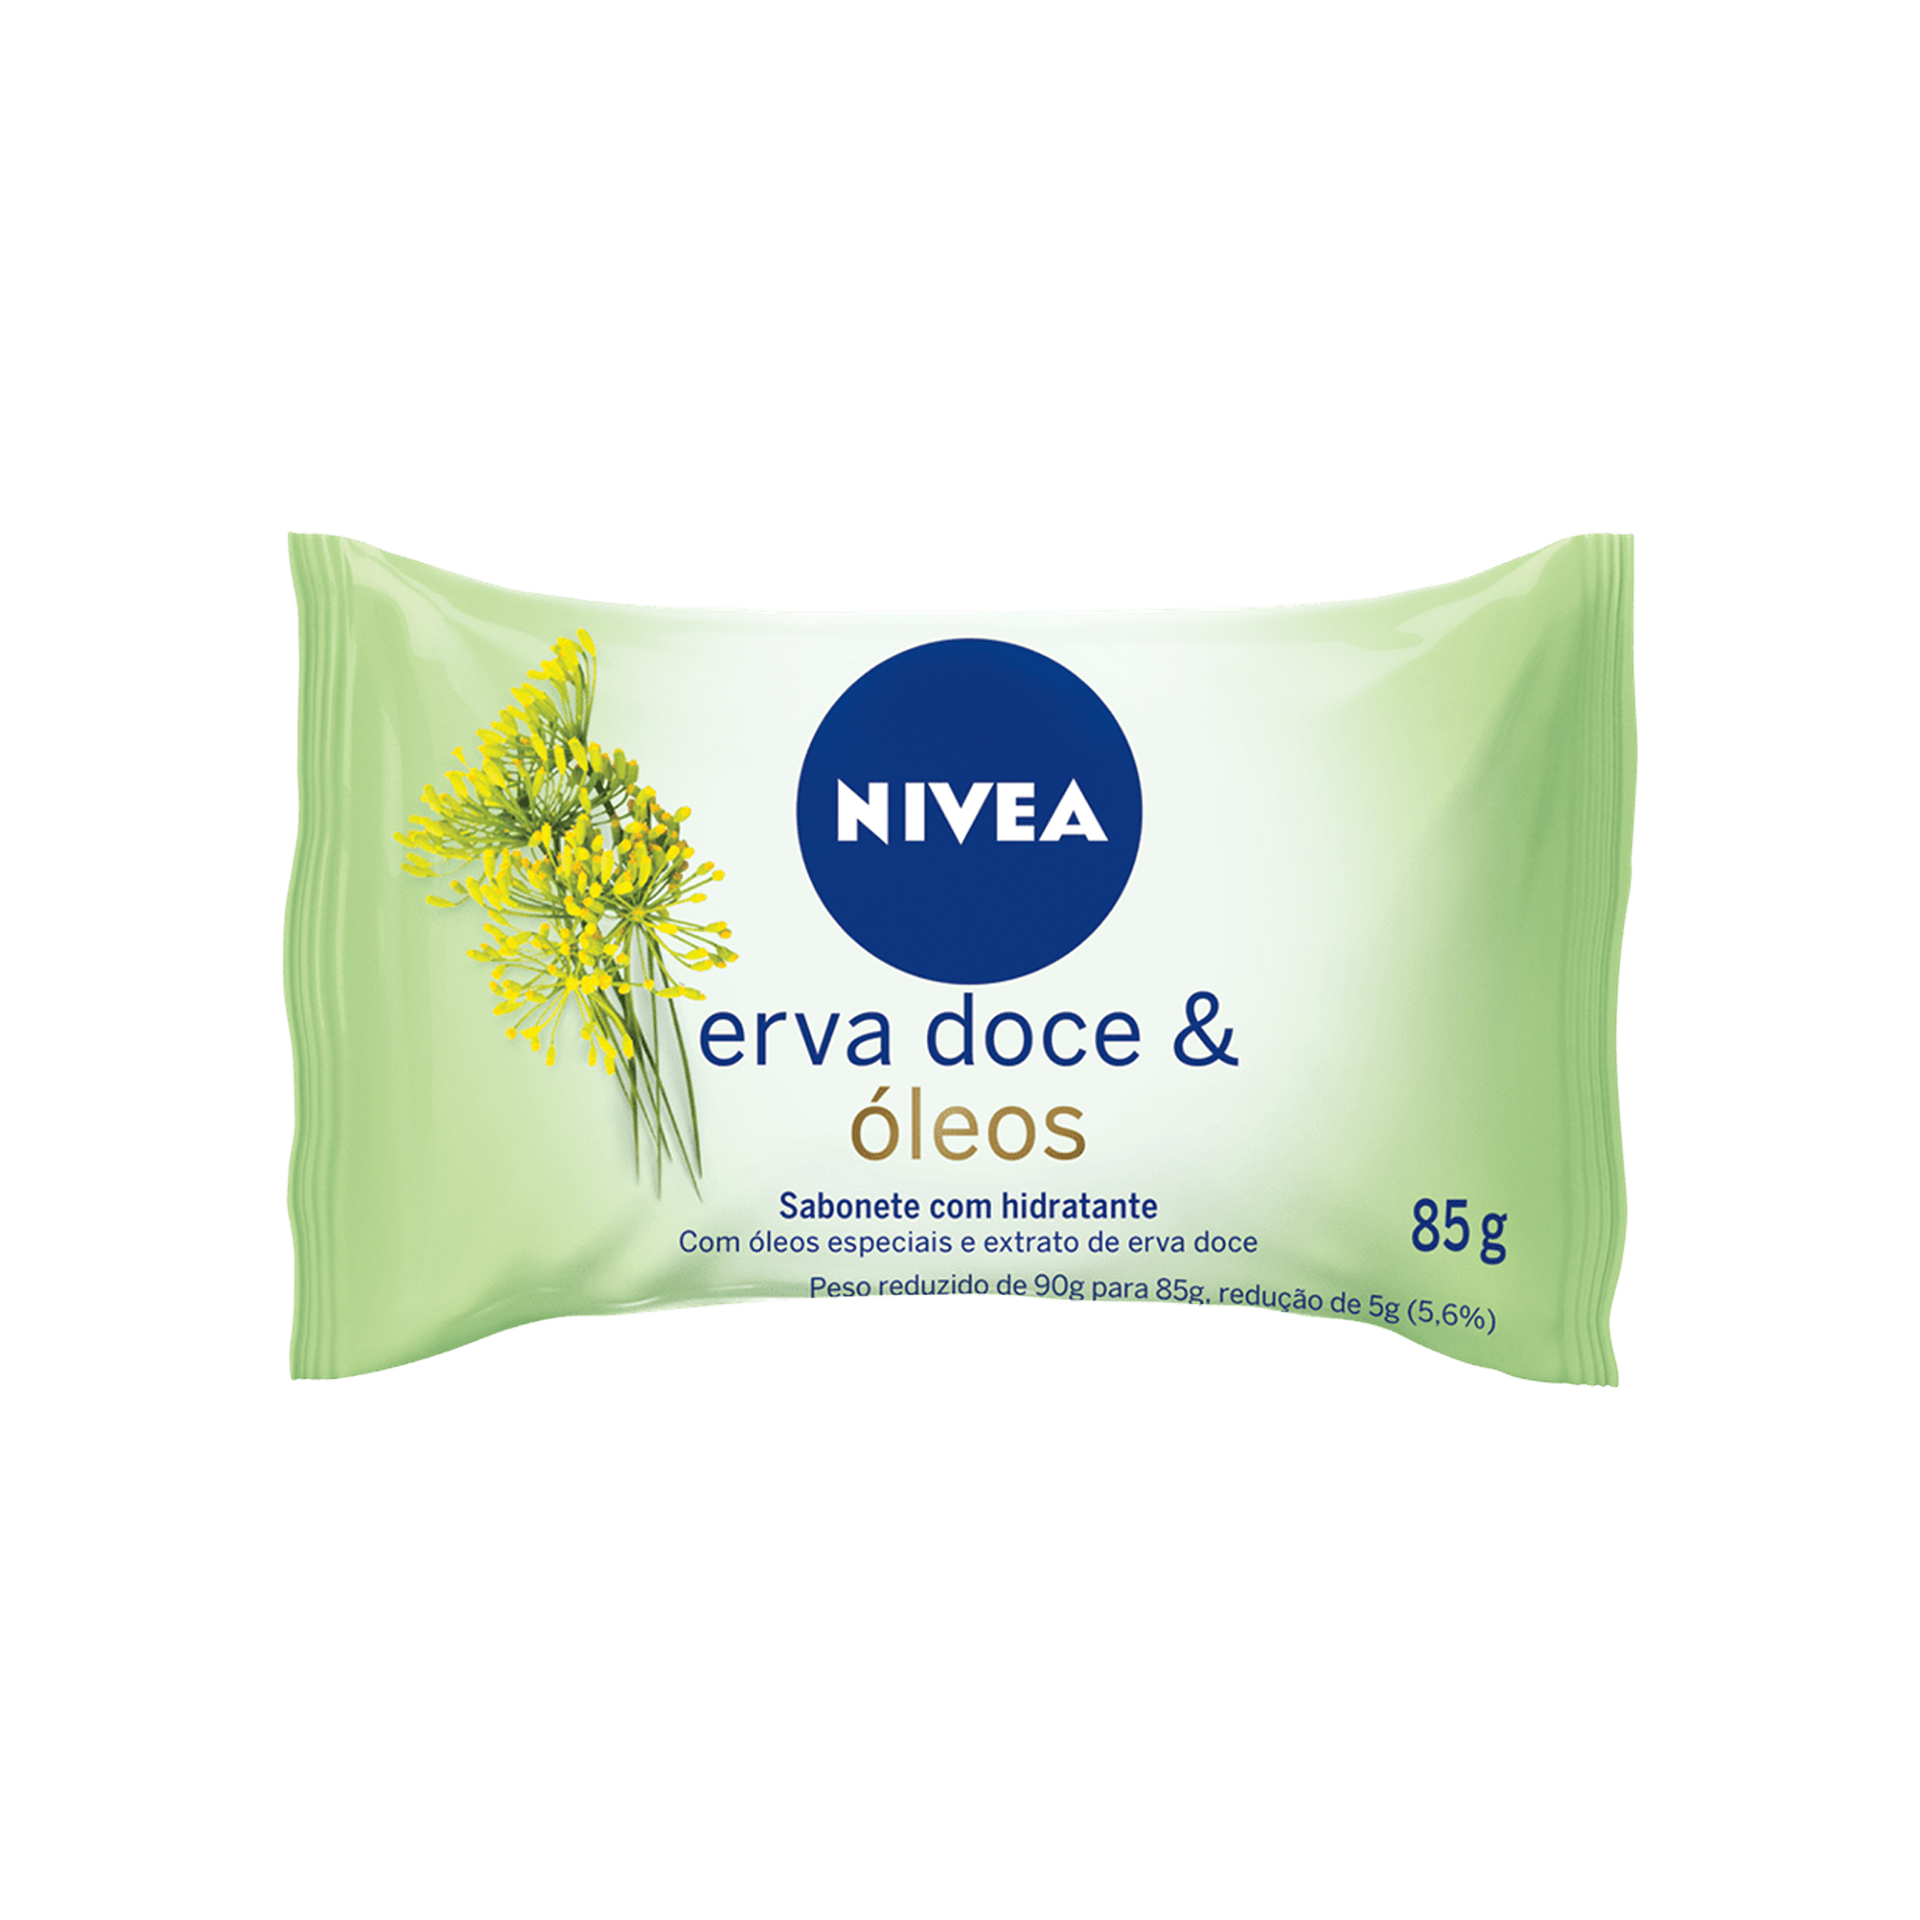 NIVEA
erva doce &
óleos
Sabonete com hidratante
Com óleos especiais e extrato de erva doce
85 g
Peso reduzido de 90g para 85g, redução de 5g (5,6%)